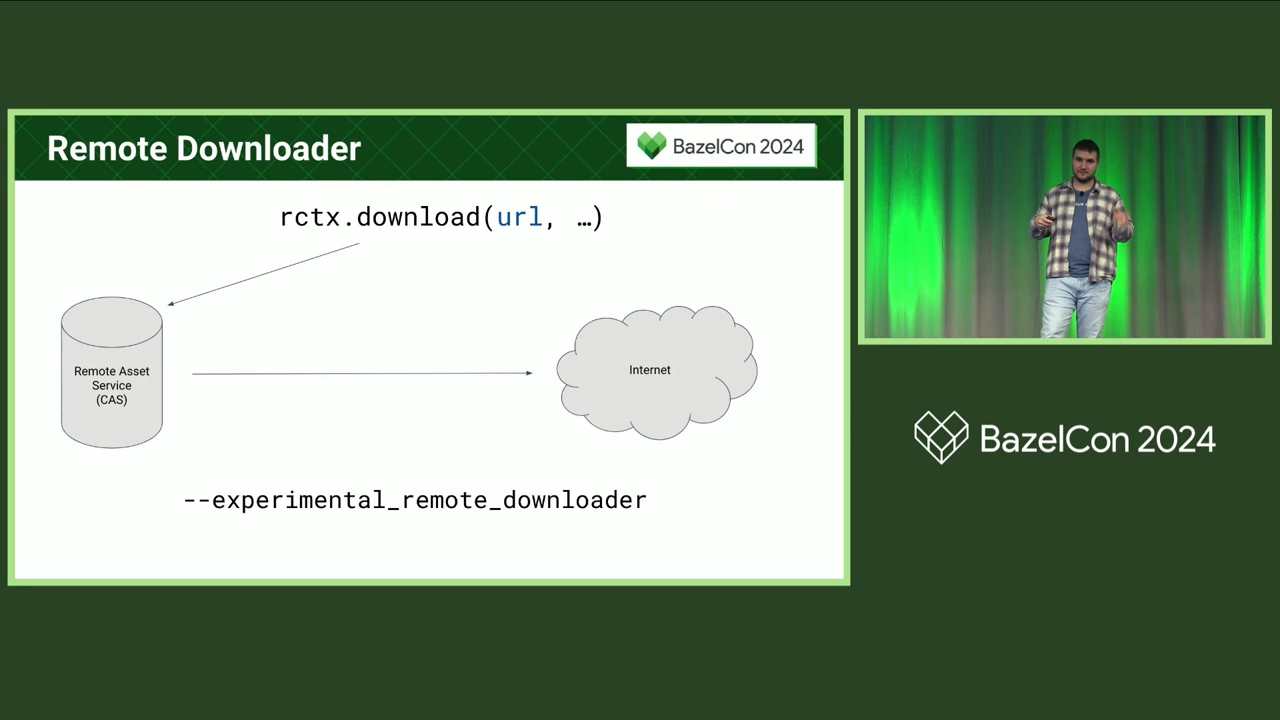 Remote Downloader
BazelCon 2024
rctx.download(url, …)
Remote Asset
Service
(CAS)
Internet
--experimental_remote_downloader
BazelCon 2024